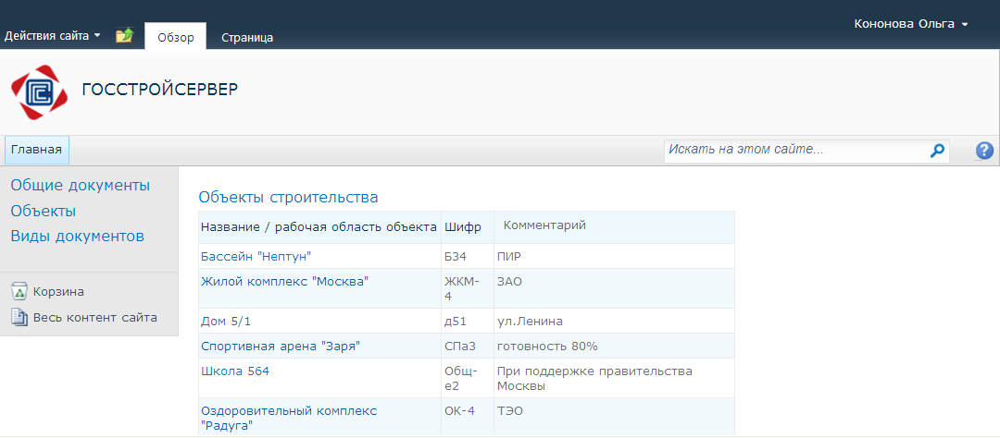 Действия сайта
Обзор
Страница
Кононова Ольга
ГОССТРОЙСЕРВЕР
Главная
Искать на этом сайте...
Общие документы
Объекты
Виды документов
Корзина
Весь контент сайта
Объекты строительства
Название / рабочая область объекта Шифр Комментарий
Бассейн "Нептун" Б34 ПИР
Жилой комплекс "Москва" ЖКМ- ЗАО
4
Дом 5/1 д51 ул.Ленина
Спортивная арена "Заря" СПа3 готовность 80%
Школа 564 Общ- При поддержке правительства
е2 Москвы
Оздоровительный комплекс ОК-4 ТЭО
"Радуга"